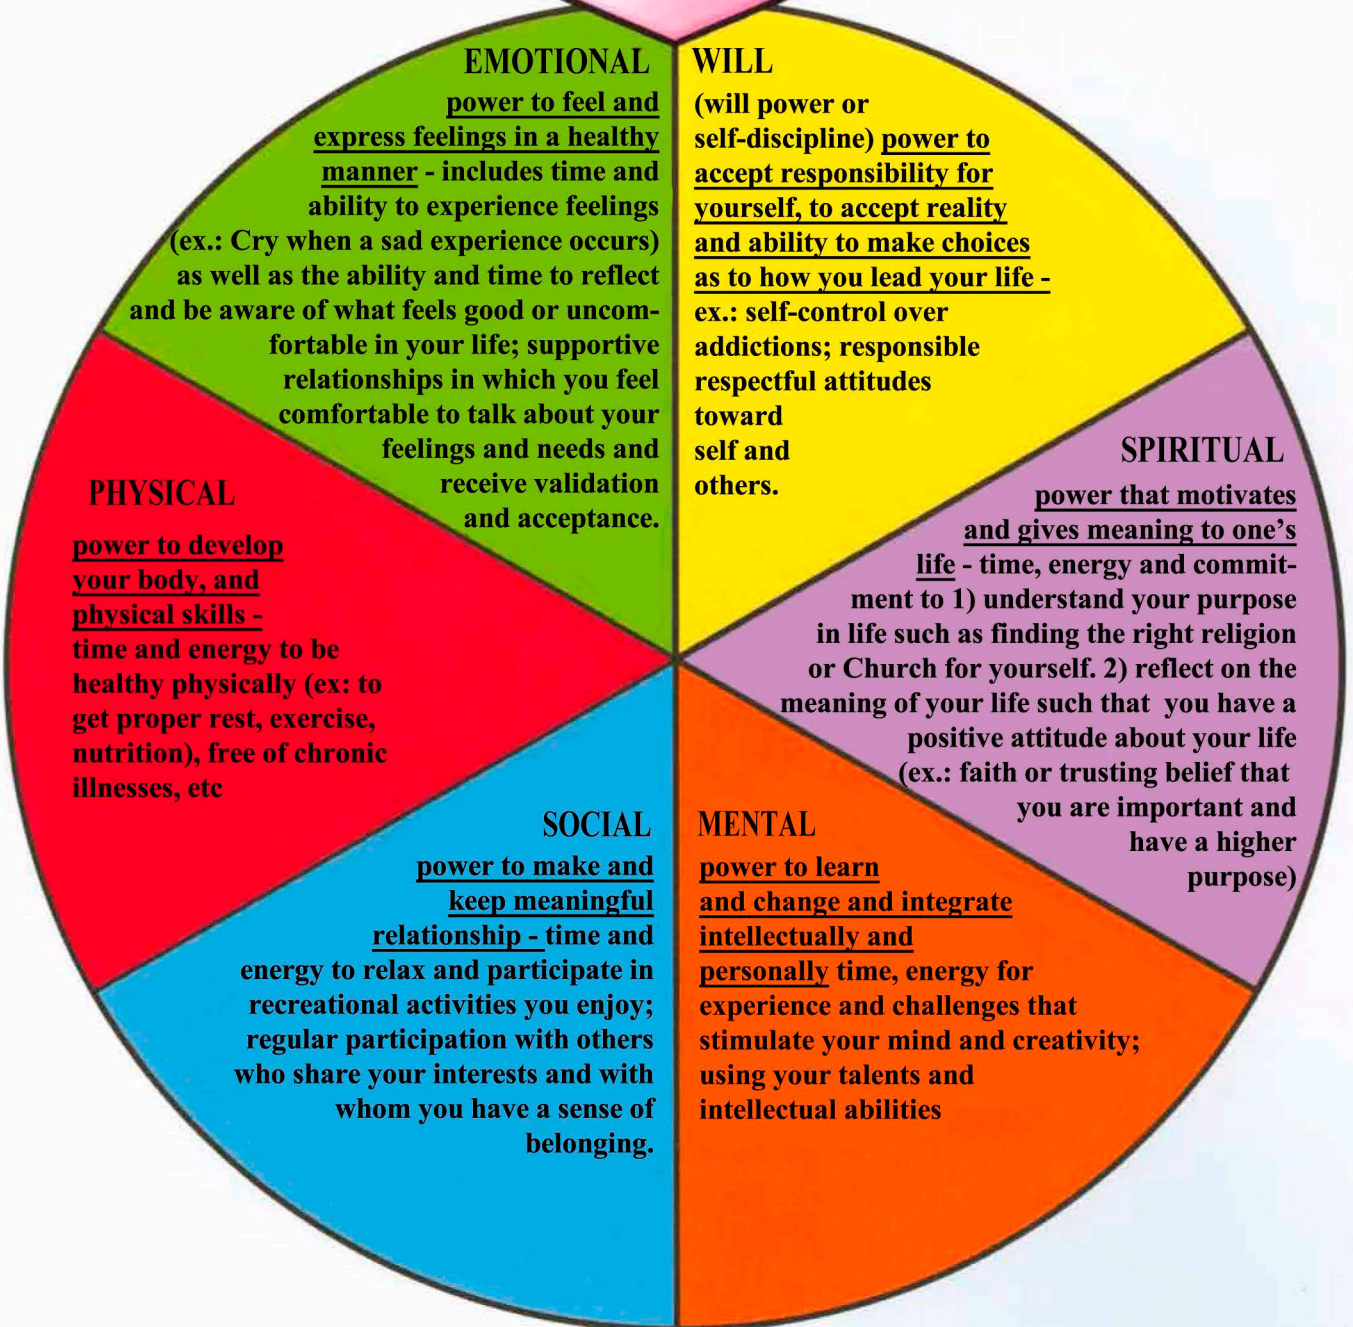 EMOTIONAL
power to feel and
express feelings in a healthy
manner - includes time and
ability to experience feelings
(ex.: Cry when a sad experience occurs)
as well as the ability and time to reflect
and be aware of what feels good or uncom-
fortable in your life; supportive
relationships in which you feel
comfortable to talk about your
feelings and needs and
receive validation
and acceptance.
WILL
(will power or
self-discipline) power to
accept responsibility for
yourself, to accept reality
and ability to make choices
as to how you lead your life -
ex.: self-control over
addictions; responsible
respectful attitudes
toward
self and
others.
SPIRITUAL
power that motivates
and gives meaning to one’s
life - time, energy and commit-
ment to 1) understand your purpose
in life such as finding the right religion
or Church for yourself. 2) reflect on the
meaning of your life such that you have a
positive attitude about your life
(ex.: faith or trusting belief that
you are important and
have a higher
purpose)
PHYSICAL
power to develop
your body, and
physical skills -
time and energy to be
healthy physically (ex: to
get proper rest, exercise,
nutrition), free of chronic
illnesses, etc
SOCIAL
power to make and
keep meaningful
relationship - time and
energy to relax and participate in
recreational activities you enjoy;
regular participation with others
who share your interests and with
whom you have a sense of
belonging.
MENTAL
power to learn
and change and integrate
intellectually and
personally time, energy for
experience and challenges that
stimulate your mind and creativity;
using your talents and
intellectual abilities